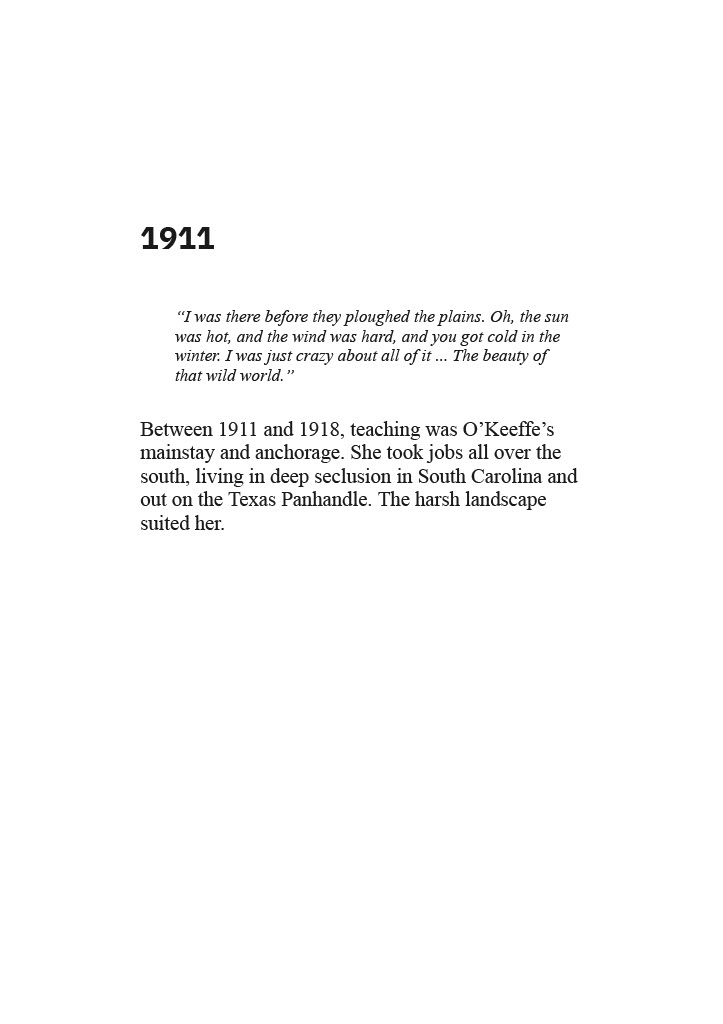 1911
“I was there before they ploughed the plains. Oh, the sun
was hot, and the wind was hard, and you got cold in the
winter. I was just crazy about all of it ... The beauty of
that wild world.”
Between 1911 and 1918, teaching was O’Keeffe’s
mainstay and anchorage. She took jobs all over the
south, living in deep seclusion in South Carolina and
out on the Texas Panhandle. The harsh landscape
suited her.